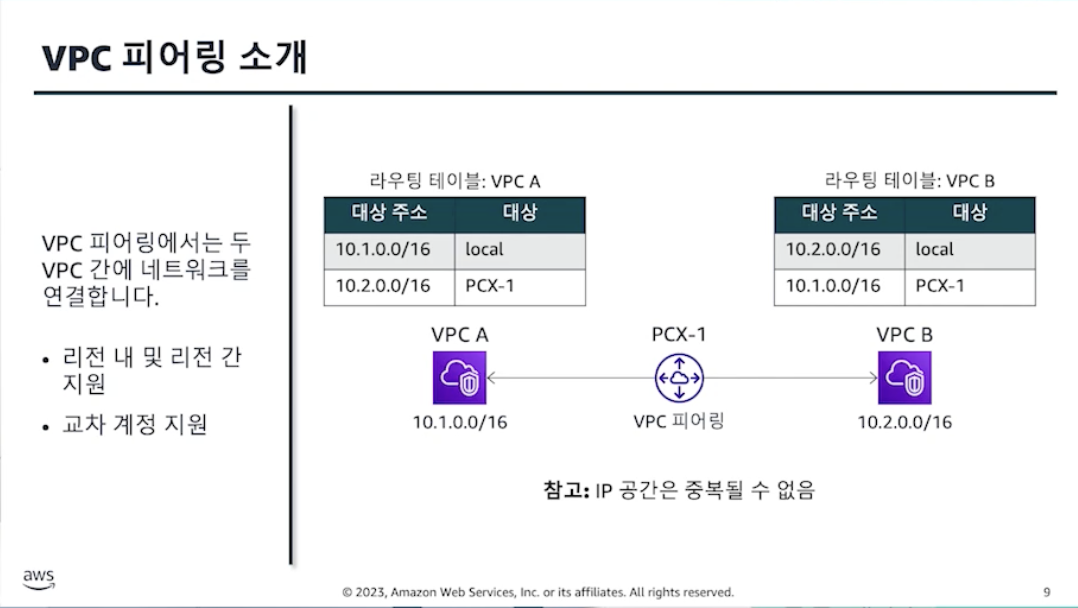 VPC 피어링 소개
VPC 피어링에서는 두
VPC 간에 네트워크를
연결합니다.
• 리전 내 및 리전 간
지원
• 교차 계정 지원
라우팅 테이블: VPC A
대상 주소 대상
10.1.0.0/16 local
10.2.0.0/16 PCX-1
라우팅 테이블: VPC B
대상 주소 대상
10.2.0.0/16 local
10.1.0.0/16 PCX-1
VPC A
PCX-1
VPC B
10.1.0.0/16
VPC 피어링
10.2.0.0/16
참고: IP 공간은 중복될 수 없음
aws
© 2023, Amazon Web Services, Inc. or its affiliates. All rights reserved.
9